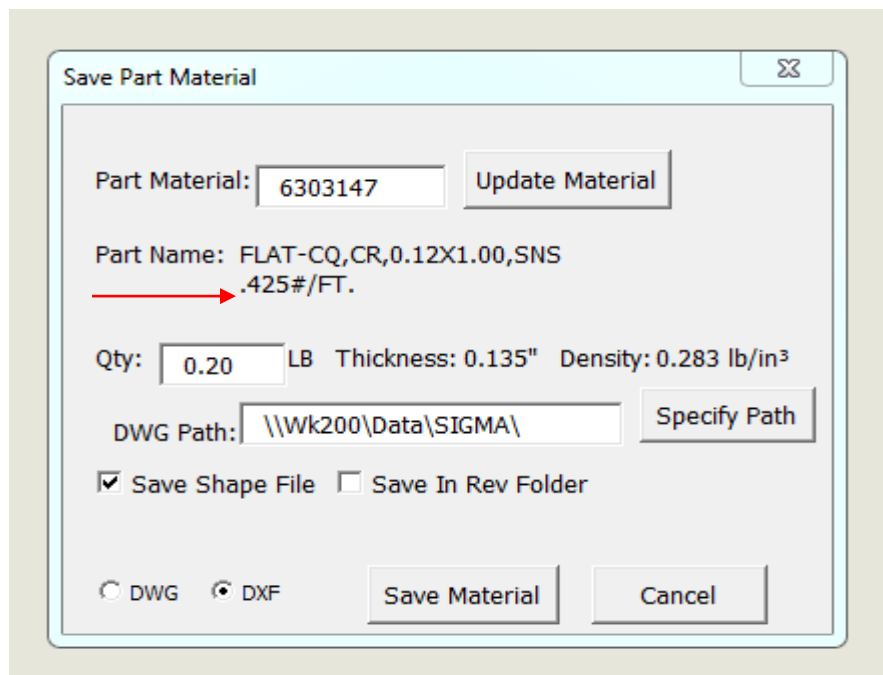 Save Part Material
Part Material: 6303147 Update Material
Part Name: FLAT-CQ,CR,0.12X1.00,SNS
.425#/FT.
Qty: 0.20 LB Thickness: 0.135" Density: 0.283 lb/in³
DWG Path: \\Wk200\Data\SIGMA\ Specify Path
Save Shape File Save In Rev Folder
DWG DXF Save Material Cancel